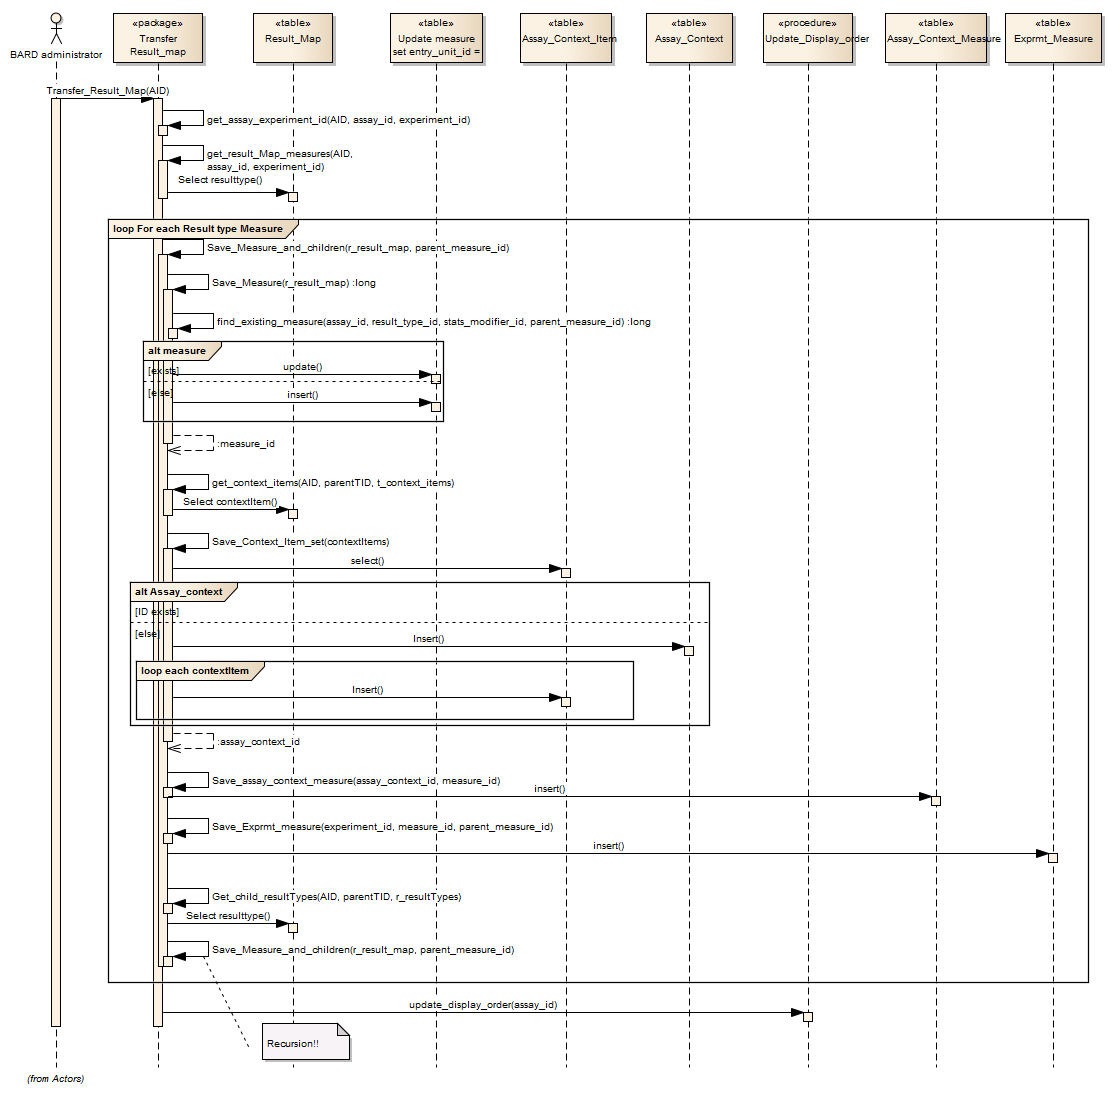 «package»
Transfer
Result_map
«table»
Result_Map
«table»
Update measure
set entry_unit_id =
«table»
Assay_Context_Item
«table»
Assay_Context
«procedure»
Update_Display_order
«table»
Assay_Context_Measure
«table»
Exprmt_Measure
BARD administrator
Transfer_Result_Map(AID)
get_assay_experiment_id(AID, assay_id, experiment_id)
get_result_Map_measures(AID,
assay_id, experiment_id)
Select resulttype()
loop For each Result type Measure
Save_Measure_and_children(r_result_map, parent_measure_id)
Save_Measure(r_result_map) :long
find_existing_measure(assay_id, result_type_id, stats_modifier_id, parent_measure_id) :long
alt measure
[exists]
update()
[else]
insert()
:measure_id
get_context_items(AID, parentTID, t_context_items)
Select contextItem()
Save_Context_Item_set(contextItems)
select()
alt Assay_context
[ID exists]
[else]
Insert()
loop each contextItem
Insert()
:assay_context_id
Save_assay_context_measure(assay_context_id, measure_id)
insert()
Save_Exprmt_measure(experiment_id, measure_id, parent_measure_id)
insert()
Get_child_resultTypes(AID, parentTID, r_resultTypes)
Select resulttype()
Save_Measure_and_children(r_result_map, parent_measure_id)
update_display_order(assay_id)
Recursion!!
(from Actors)